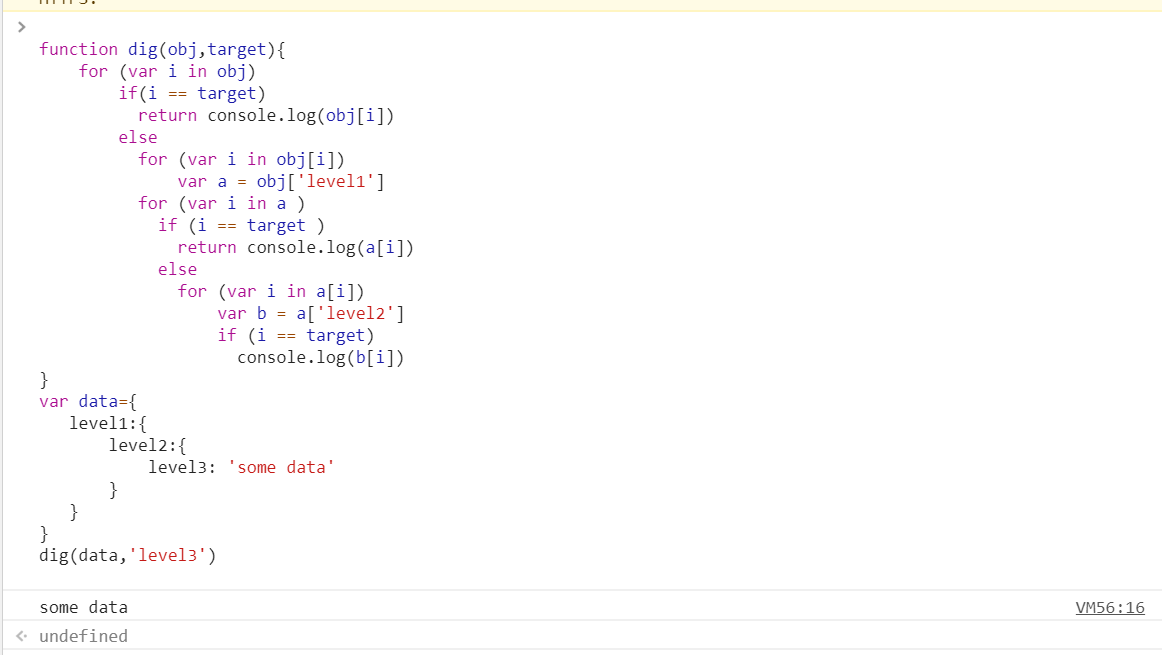 >
function dig(obj,target){
    for (var i in obj)
        if(i == target)
          return console.log(obj[i])
        else
          for (var i in obj[i])
              var a = obj['level1']
          for (var i in a )
            if (i == target )
              return console.log(a[i])
            else
              for (var i in a[i])
                  var b = a['level2']
                  if (i == target)
                    console.log(b[i])
}
var data={
   level1:{
       level2:{
           level3: 'some data'
       }
   }
}
dig(data,'level3')
some data VM56:16
undefined